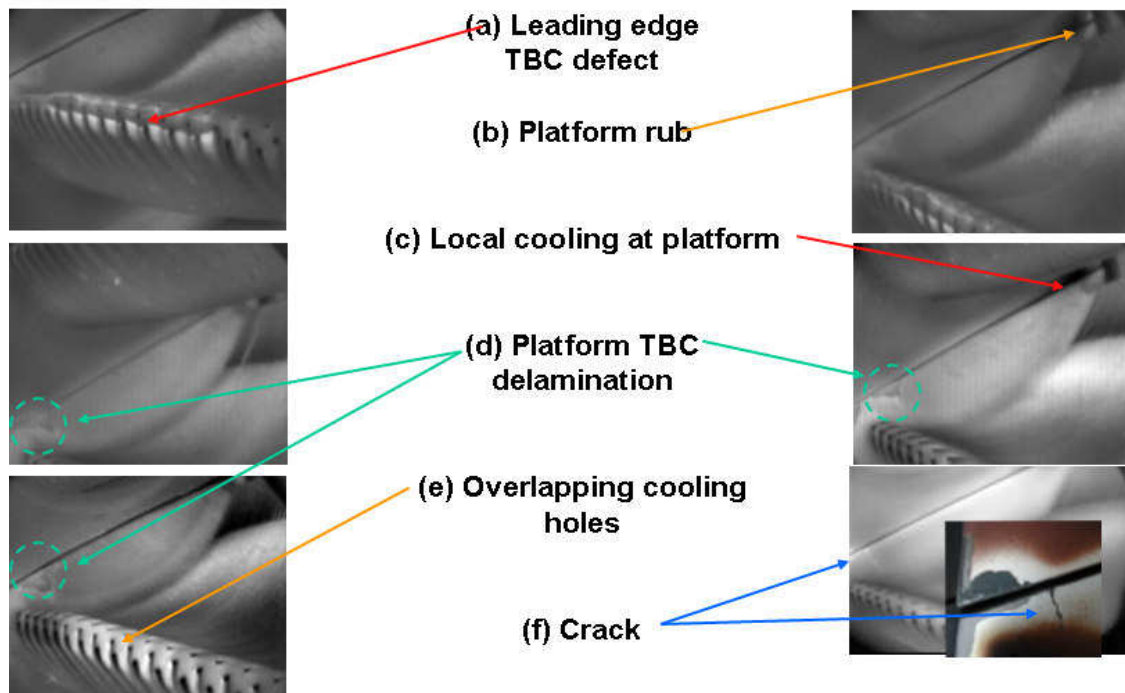 (a) Leading edge
TBC defect
(b) Platform rub
(c) Local cooling at platform
(d) Platform TBC
delamination
(e) Overlapping cooling
holes
(f) Crack